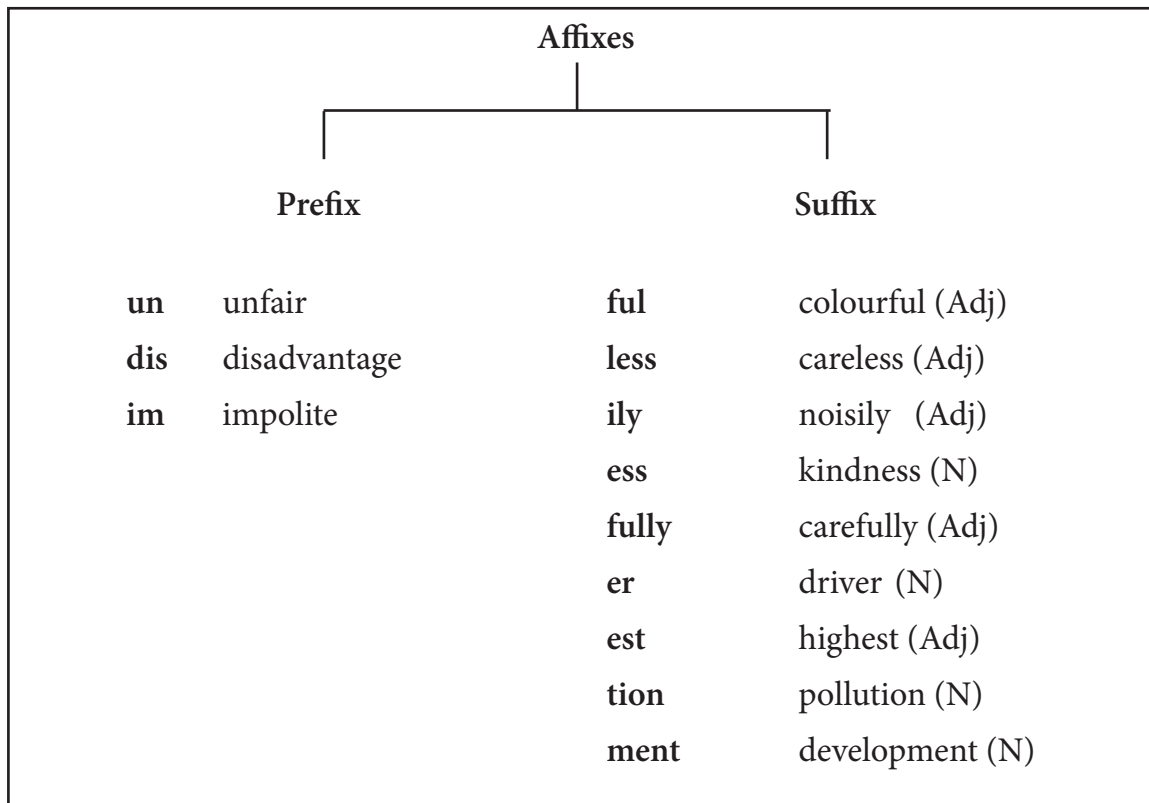 Affixes
Prefix Suffix
un unfair ful colourful (Adj)
dis disadvantage less careless (Adj)
im impolite ily noisily (Adj)
ess kindness (N)
fully carefully (Adj)
er driver (N)
est highest (Adj)
tion pollution (N)
ment development (N)